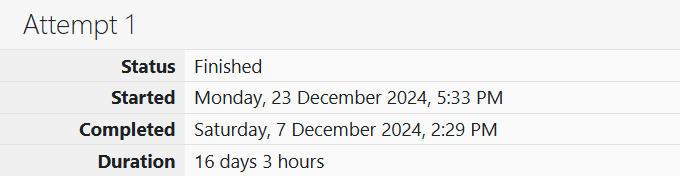 Attempt 1
Status Finished
Started Monday, 23 December 2024, 5:33 PM
Completed Saturday, 7 December 2024, 2:29 PM
Duration 16 days 3 hours